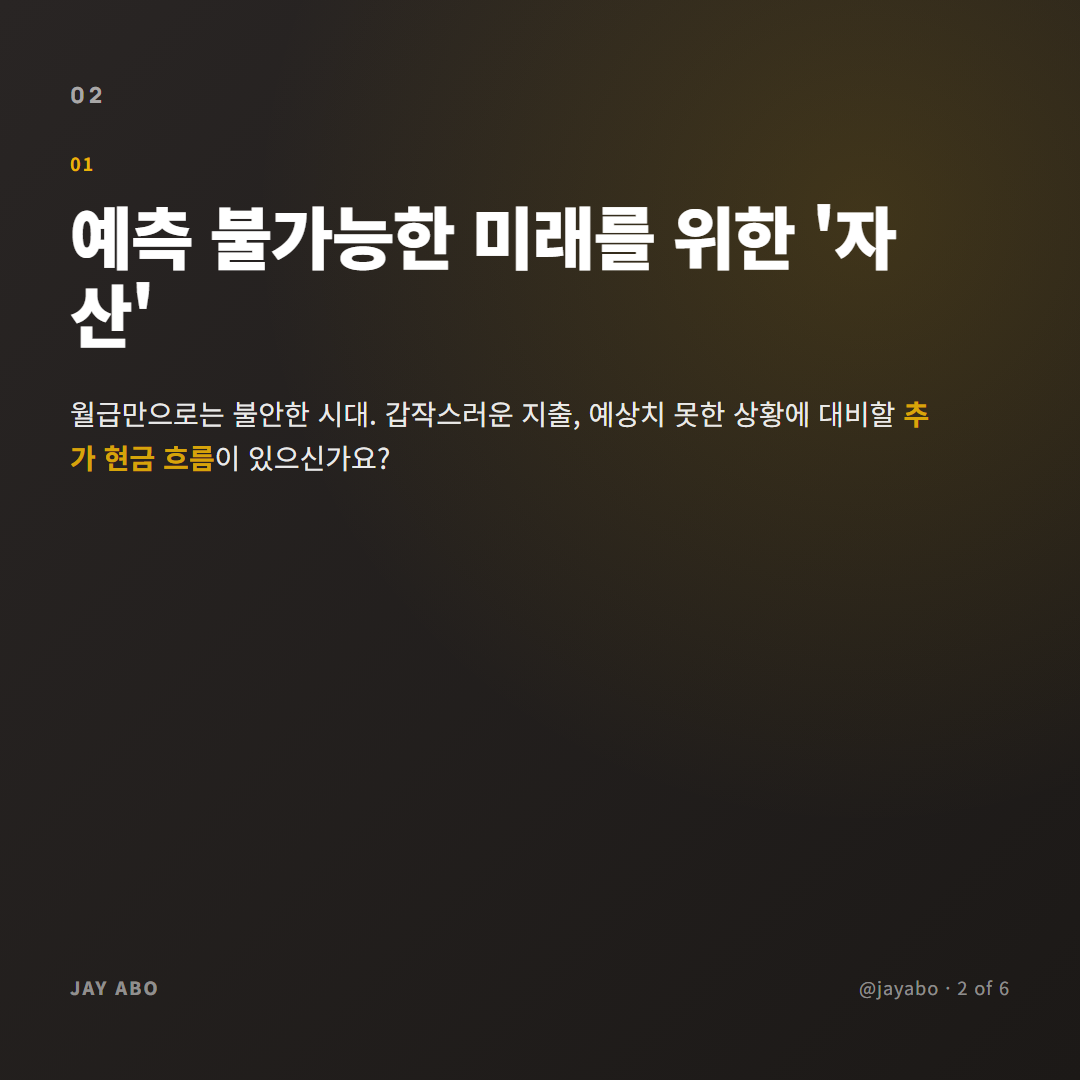 02
01
예측 불가능한 미래를 위한 '자
산'
월급만으로는 불안한 시대. 갑작스러운 지출, 예상치 못한 상황에 대비할 추
가 현금 흐름이 있으신가요?
JAY ABO
@jayabo · 2 of 6